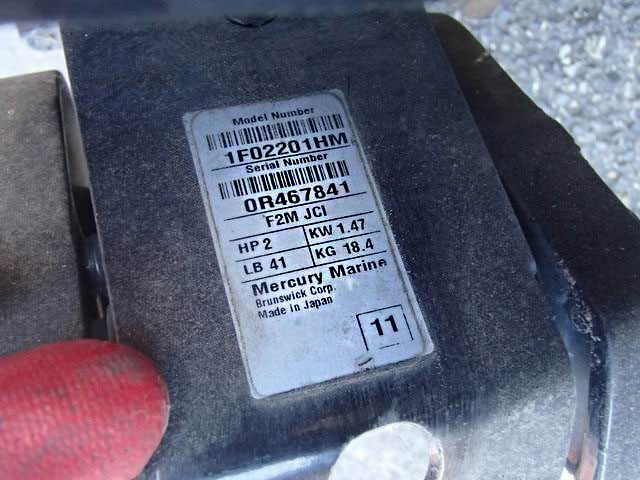 Model Number
1F02201HM
Serial Number
0R467841
F2M JCI
HP 2 KW 1.47
LB 41 KG 18.4
Mercury Marine
Brunswick Corp.
Made in Japan
11